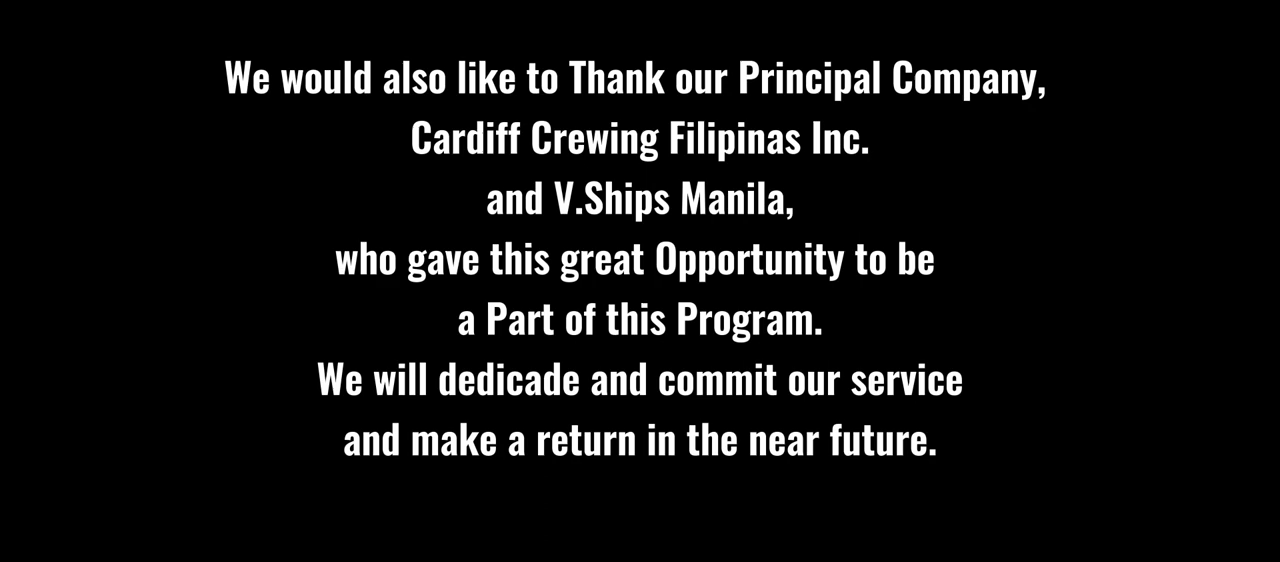 We would also like to Thank our Principal Company,
Cardiff Crewing Filipinas Inc.
and V.Ships Manila,
who gave this great Opportunity to be
a Part of this Program.
We will dedicade and commit our service
and make a return in the near future.